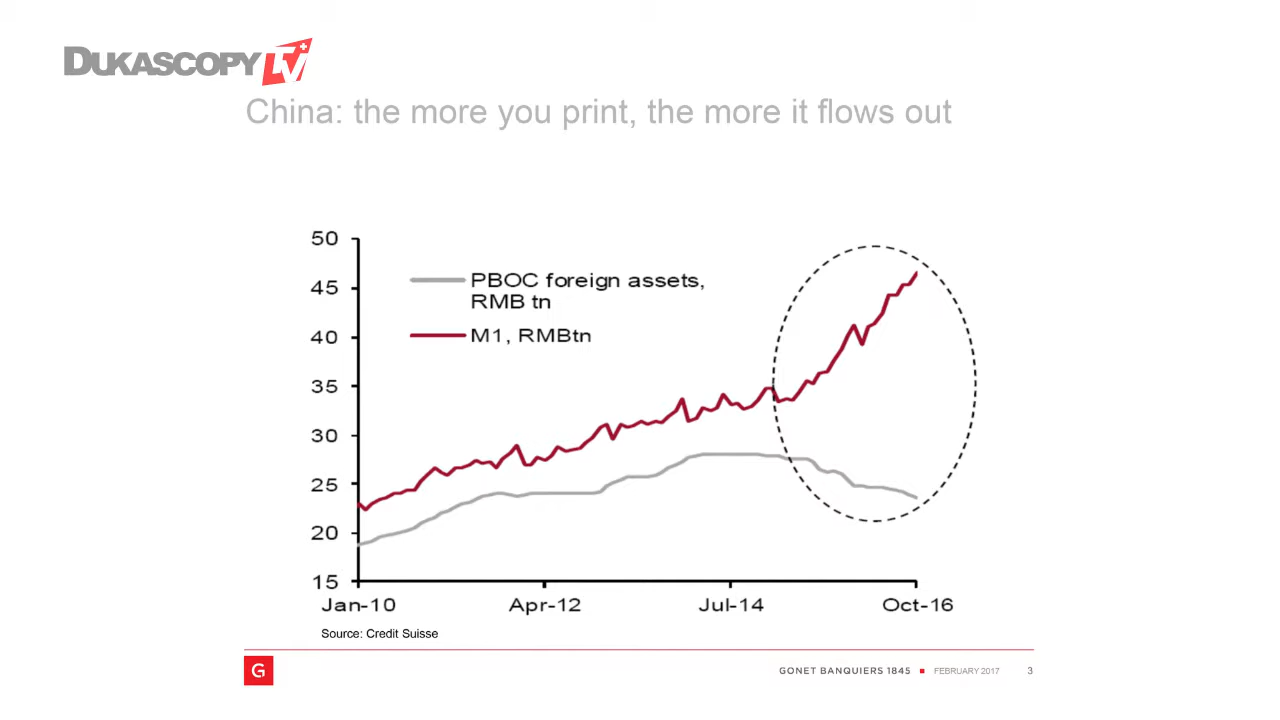 DUKASCOPY TV
China: the more you print, the more it flows out
50
45
40
35
30
25
20
15
PBOC foreign assets,
RMB tn
M1, RMBtn
Jan-10 Apr-12 Jul-14 Oct-16
Source: Credit Suisse
G GONET BANQUIERS 1845 FEBRUARY 2017 3